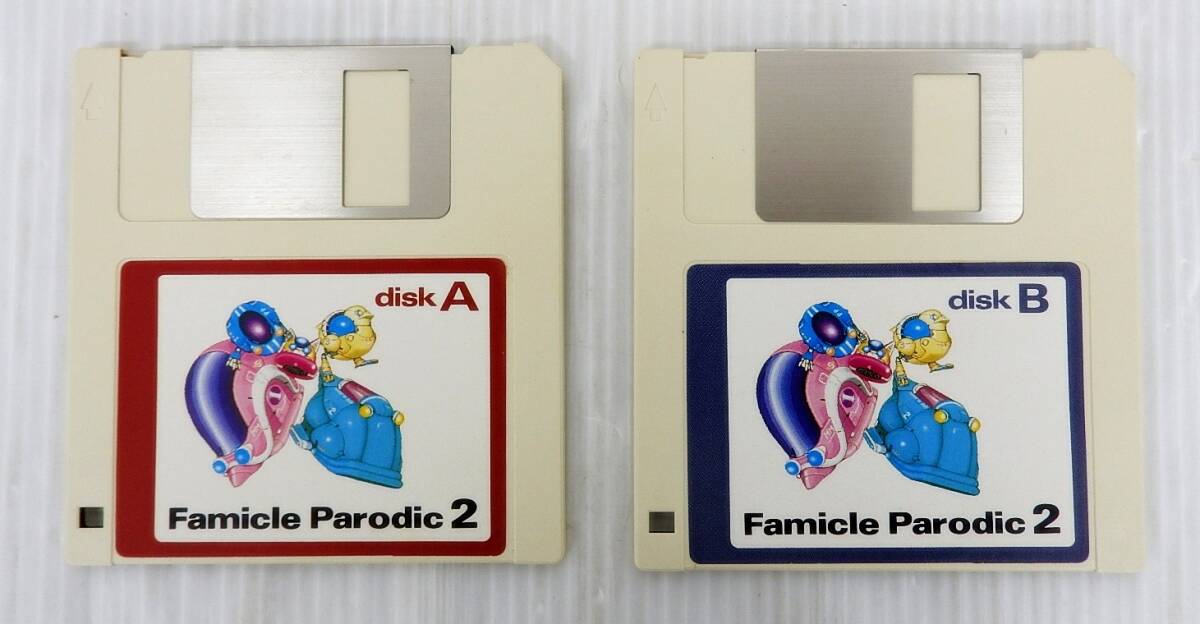 disk A
Famicle Parodic 2
disk B
Famicle Parodic 2